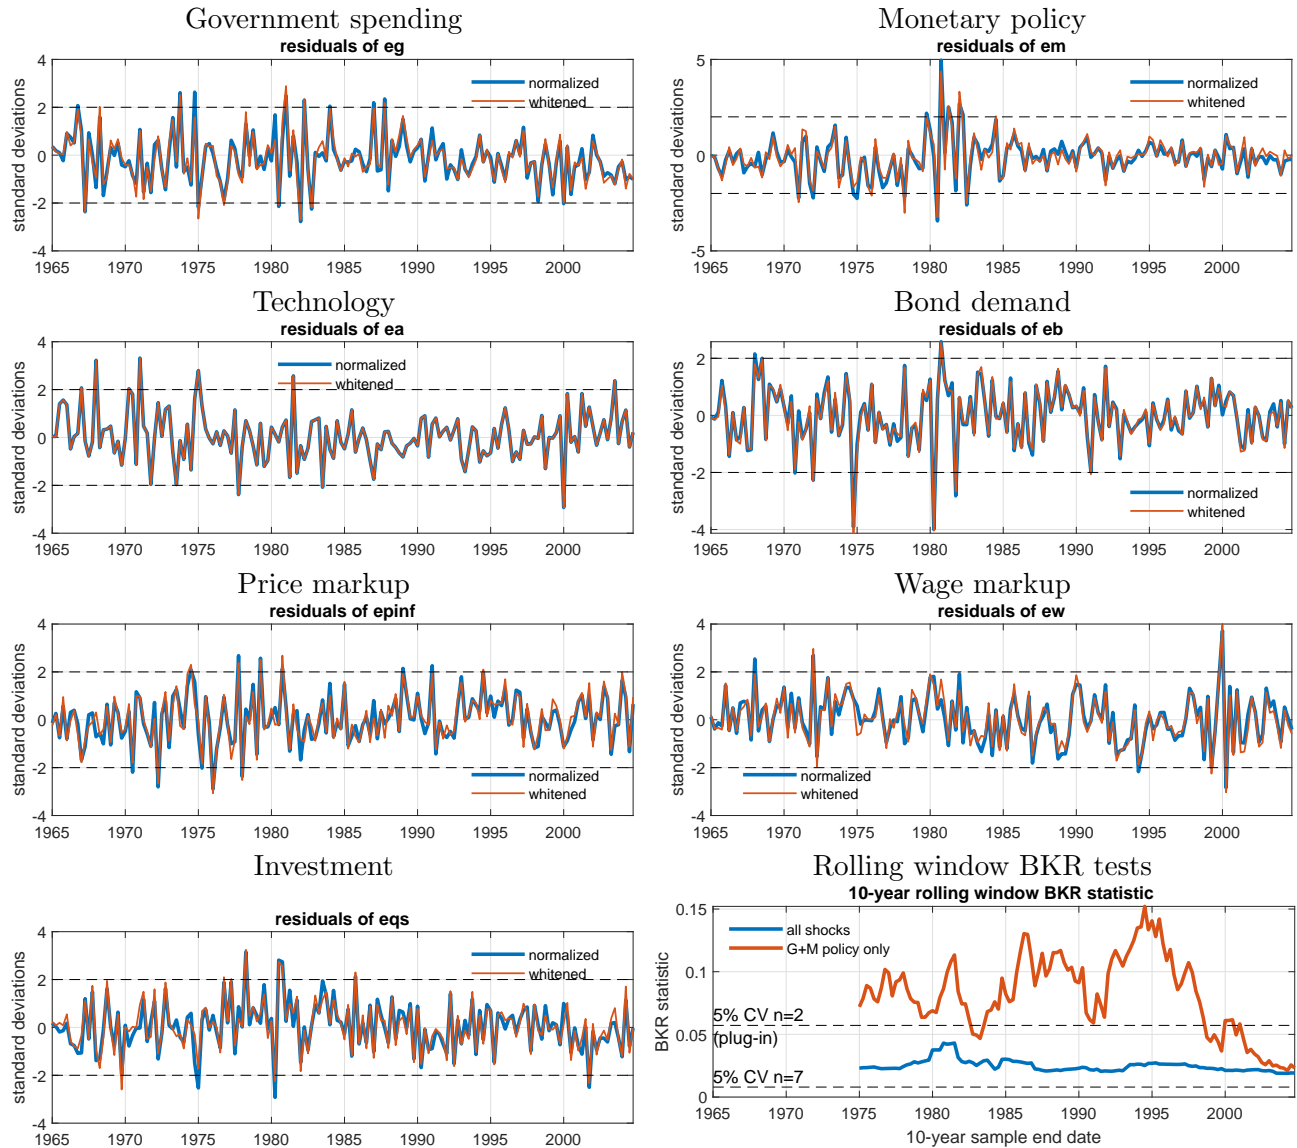 Government spending
residuals of eg
standard deviations
4
2
0
-2
-4
normalized
whitened
1965 1970 1975 1980 1985 1990 1995 2000
Monetary policy
residuals of em
standard deviations
5
0
-5
normalized
whitened
1965 1970 1975 1980 1985 1990 1995 2000
Technology
residuals of ea
standard deviations
4
2
0
-2
-4
normalized
whitened
1965 1970 1975 1980 1985 1990 1995 2000
Bond demand
residuals of eb
standard deviations
2
0
-2
-4
normalized
whitened
1965 1970 1975 1980 1985 1990 1995 2000
Price markup
residuals of epinf
standard deviations
4
2
0
-2
-4
normalized
whitened
1965 1970 1975 1980 1985 1990 1995 2000
Wage markup
residuals of ew
standard deviations
4
2
0
-2
-4
normalized
whitened
1965 1970 1975 1980 1985 1990 1995 2000
Investment
residuals of eqs
standard deviations
4
2
0
-2
-4
normalized
whitened
1965 1970 1975 1980 1985 1990 1995 2000
Rolling window BKR tests
10-year rolling window BKR statistic
BKR statistic
0.15
0.1
0.05
0
all shocks
G+M policy only
5% CV n=2
(plug-in)
5% CV n=7
1965 1970 1975 1980 1985 1990 1995 2000
10-year sample end date